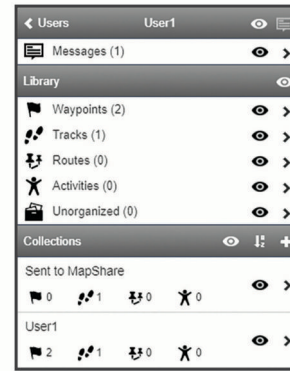 Users User1
Messages (1)
Library
Waypoints (2)
Tracks (1)
Routes (0)
Activities (0)
Unorganized (0)
Collections
Sent to MapShare
0 1 0 0
User1
2 1 0 0